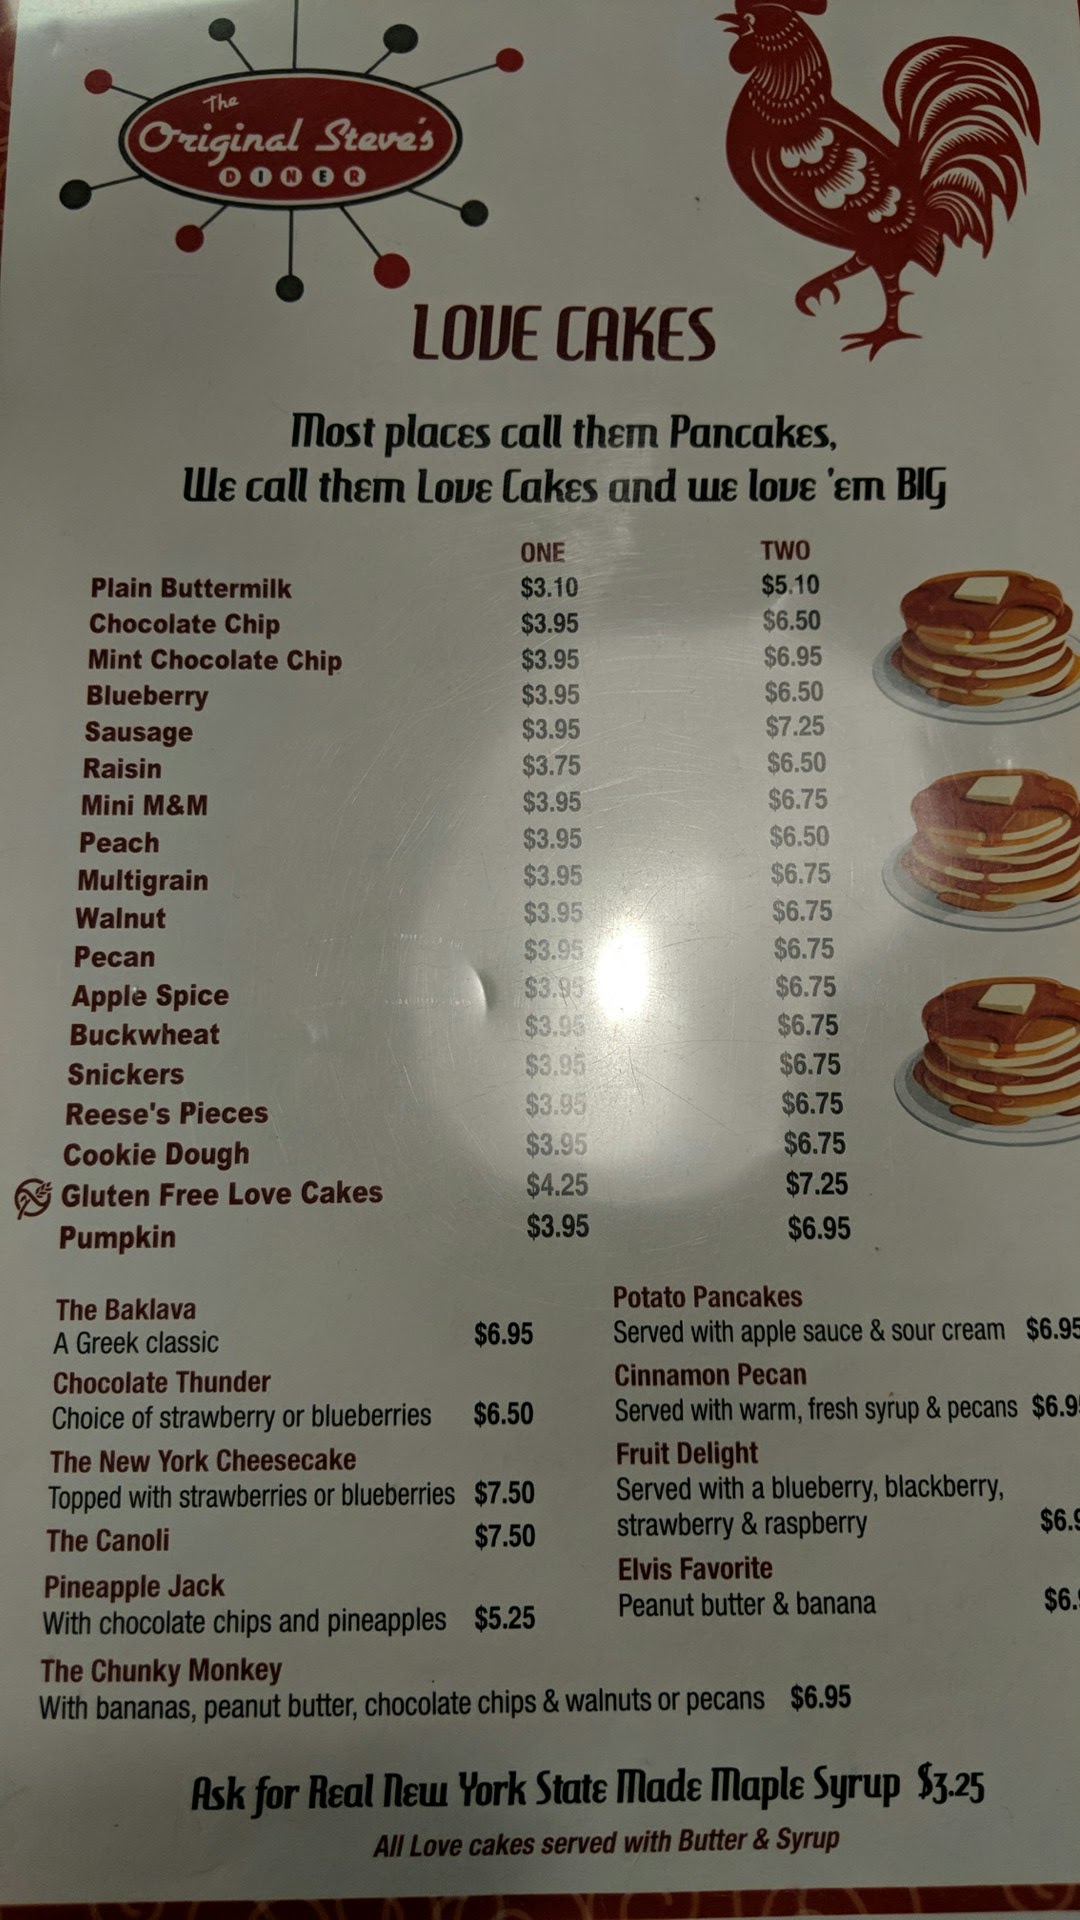 The
Original Steve's
DINER
LOVE CAKES
Most places call them Pancakes,
We call them Love Cakes and we love 'em BIG
ONE TWO
Plain Buttermilk $3.10 $5.10
Chocolate Chip $3.95 $6.50
Mint Chocolate Chip $3.95 $6.95
Blueberry $3.95 $6.50
Sausage $3.95 $7.25
Raisin $3.75 $6.50
Mini M&M $3.95 $6.75
Peach $3.95 $6.50
Multigrain $3.95 $6.75
Walnut $3.95 $6.75
Pecan $3.95 $6.75
Apple Spice $3.95 $6.75
Buckwheat $3.95 $6.75
Snickers $3.95 $6.75
Reese's Pieces $3.95 $6.75
Cookie Dough $3.95 $6.75
Gluten Free Love Cakes $4.25 $7.25
Pumpkin $3.95 $6.95
The Baklava
A Greek classic $6.95
Chocolate Thunder
Choice of strawberry or blueberries $6.50
The New York Cheesecake
Topped with strawberries or blueberries $7.50
The Canoli $7.50
Pineapple Jack
With chocolate chips and pineapples $5.25
Potato Pancakes
Served with apple sauce & sour cream $6.95
Cinnamon Pecan
Served with warm, fresh syrup & pecans
Fruit Delight
Served with a blueberry, blackberry,
strawberry & raspberry
Elvis Favorite
Peanut butter & banana
The Chunky Monkey
With bananas, peanut butter, chocolate chips & walnuts or pecans $6.95
Ask for Real New York State Made Maple Syrup $3.25
All Love cakes served with Butter & Syrup